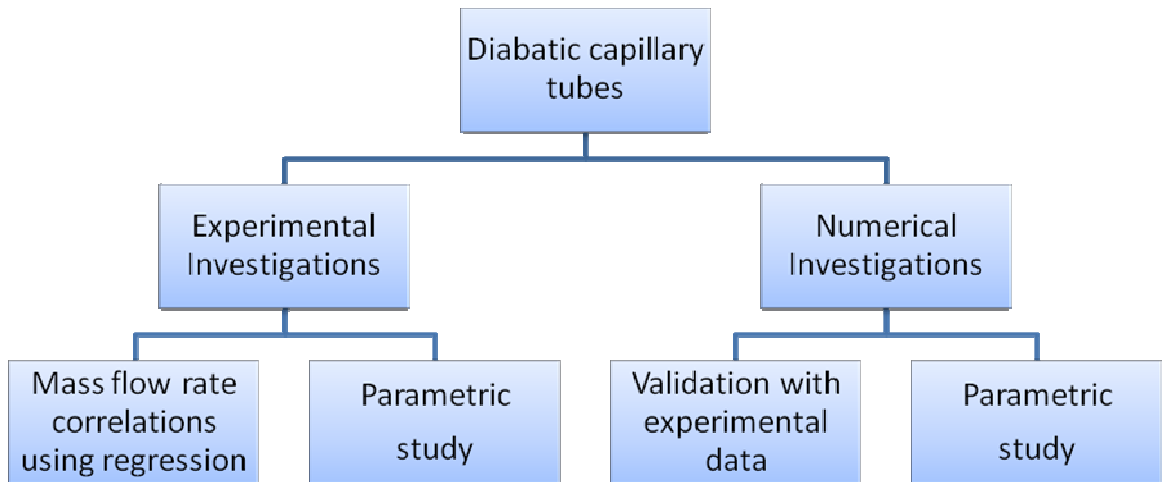 Diabatic capillary
tubes
Experimental
Investigations
Numerical
Investigations
Mass flow rate
correlations
using regression
Parametric
study
Validation with
experimental
data
Parametric
study